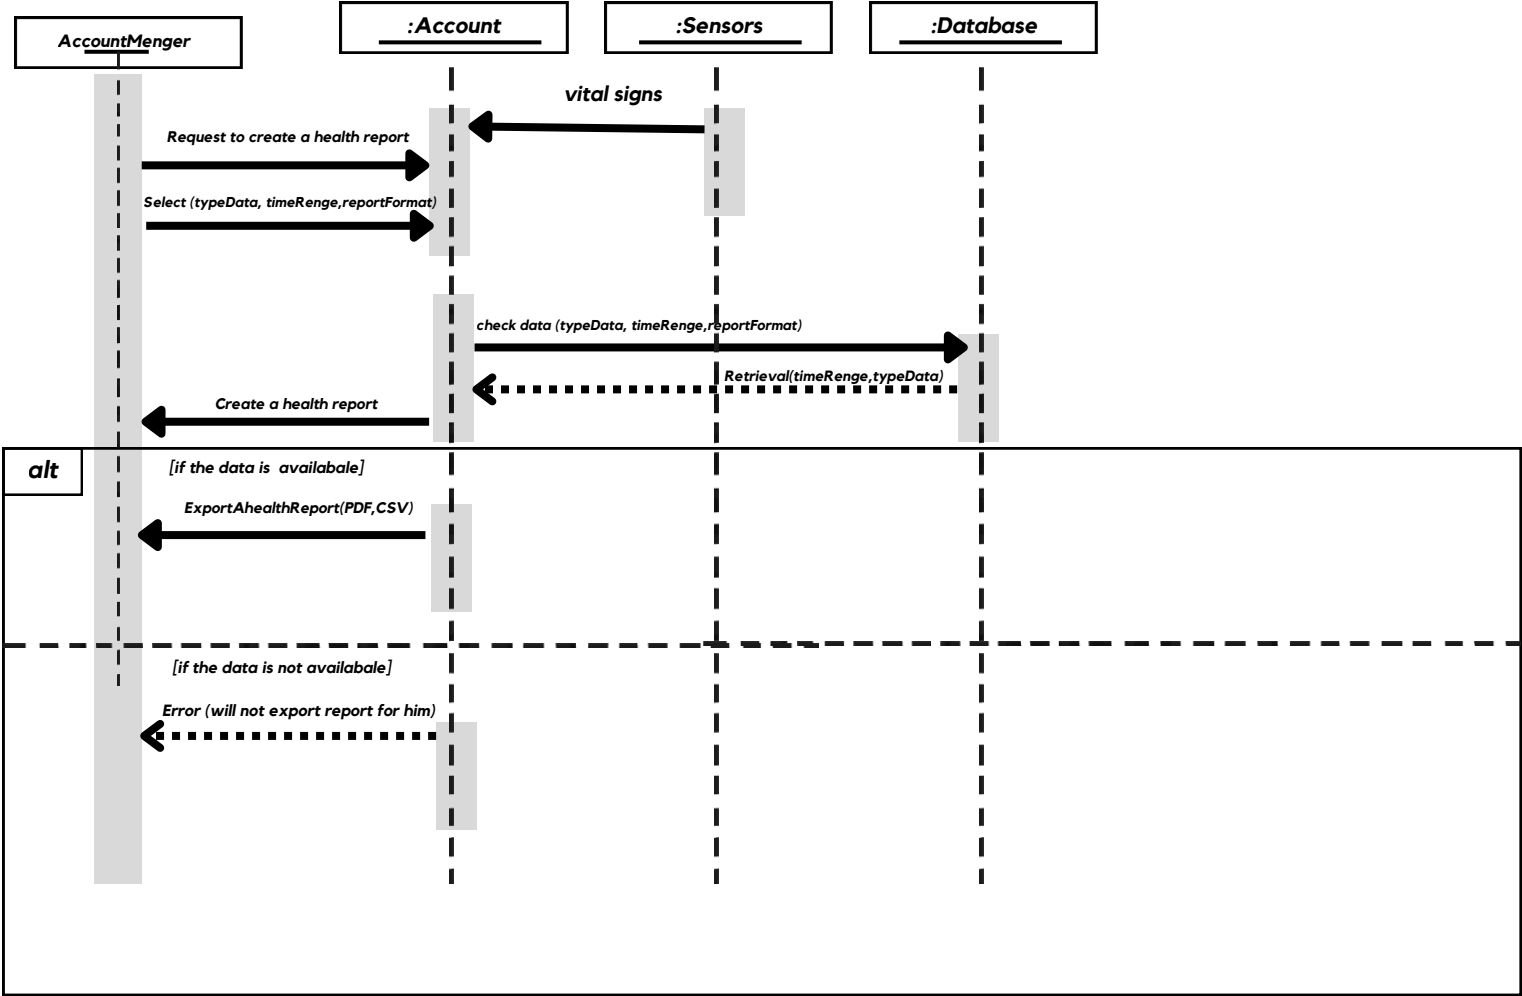 AccountMenger
:Account
:Sensors
:Database
vital signs
Request to create a health report
Select (typeData, timeRenge,reportFormat)
check data (typeData, timeRenge,reportFormat)
Retrieval(timeRenge,typeData)
Create a health report
alt
[if the data is availabale]
ExportAhealthReport(PDF,CSV)
[if the data is not availabale]
Error (will not export report for him)